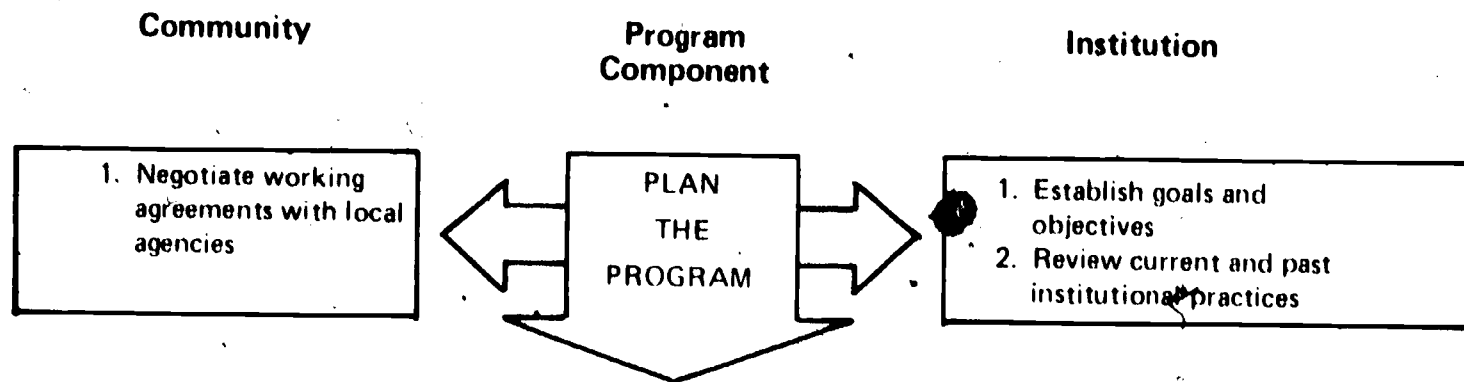 Community
Program
Component
Institution
1. Negotiate working
agreements with local
agencies
PLAN
THE
PROGRAM
1. Establish goals and
objectives
2. Review current and past
institutional practices